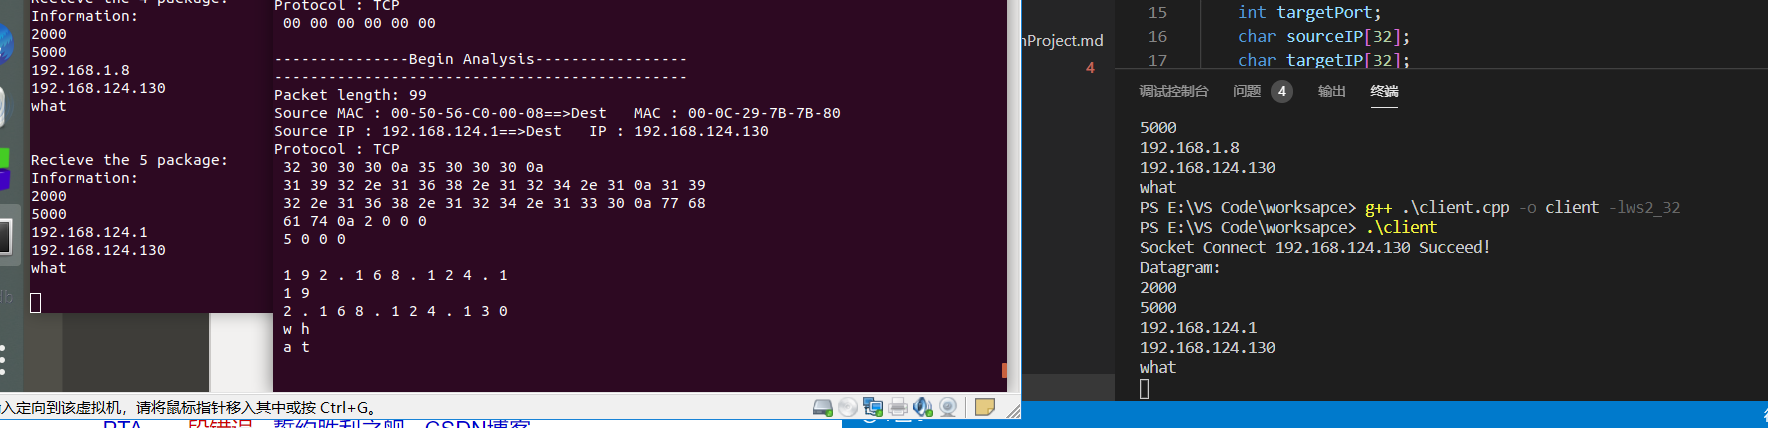 Information:
2000
5000
192.168.1.8
192.168.124.130
what
Recieve the 5 package:
Information:
2000
5000
192.168.124.1
192.168.124.130
what
Protocol : TCP
00 00 00 00 00 00
---------------Begin Analysis-----------------
----------------------------------------------
Packet length: 99
Source MAC : 00-50-56-C0-00-08==>Dest   MAC : 00-0C-29-7B-7B-80
Source IP : 192.168.124.1==>Dest   IP : 192.168.124.130
Protocol : TCP
32 30 30 30 0a 35 30 30 30 0a
31 39 32 2e 31 36 38 2e 31 32 34 2e 31 0a 31 39
32 2e 31 36 38 2e 31 32 34 2e 31 33 30 0a 77 68
61 74 0a 2 0 0 0
5 0 0 0
1 9 2 . 1 6 8 . 1 2 4 . 1
1 9
2 . 1 6 8 . 1 2 4 . 1 3 0
w h
a t
入定向到该虚拟机，请将鼠标指针移入其中或按 Ctrl+G。
nProject.md
4
15 int targetPort;
16 char sourceIP[32];
17 char targetIP[32];
调试控制台 问题 4 输出 终端
5000
192.168.1.8
192.168.124.130
what
PS E:\VS Code\worksapce> g++ .\client.cpp -o client -lws2_32
PS E:\VS Code\worksapce> .\client
Socket Connect 192.168.124.130 Succeed!
Datagram:
2000
5000
192.168.124.1
192.168.124.130
what